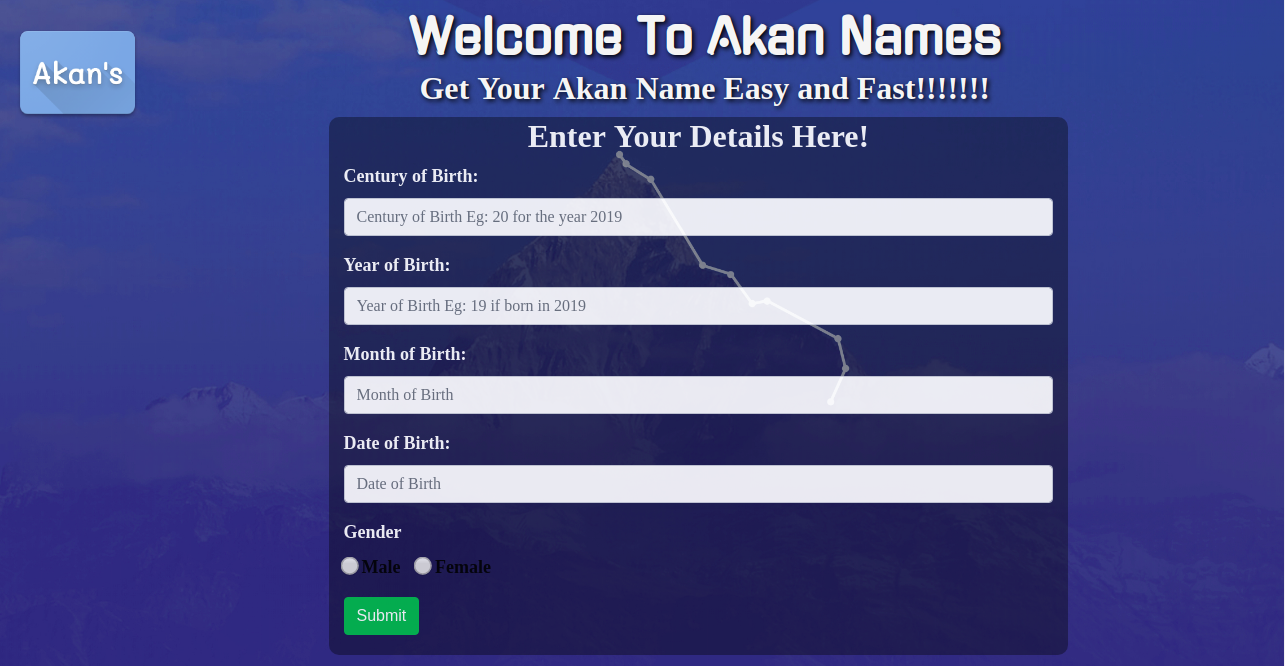 Akan's
Welcome To Akan Names
Get Your Akan Name Easy and Fast!!!!!!!
Enter Your Details Here!
Century of Birth:
Century of Birth Eg: 20 for the year 2019
Year of Birth:
Year of Birth Eg: 19 if born in 2019
Month of Birth:
Month of Birth
Date of Birth:
Date of Birth
Gender
Male Female
Submit